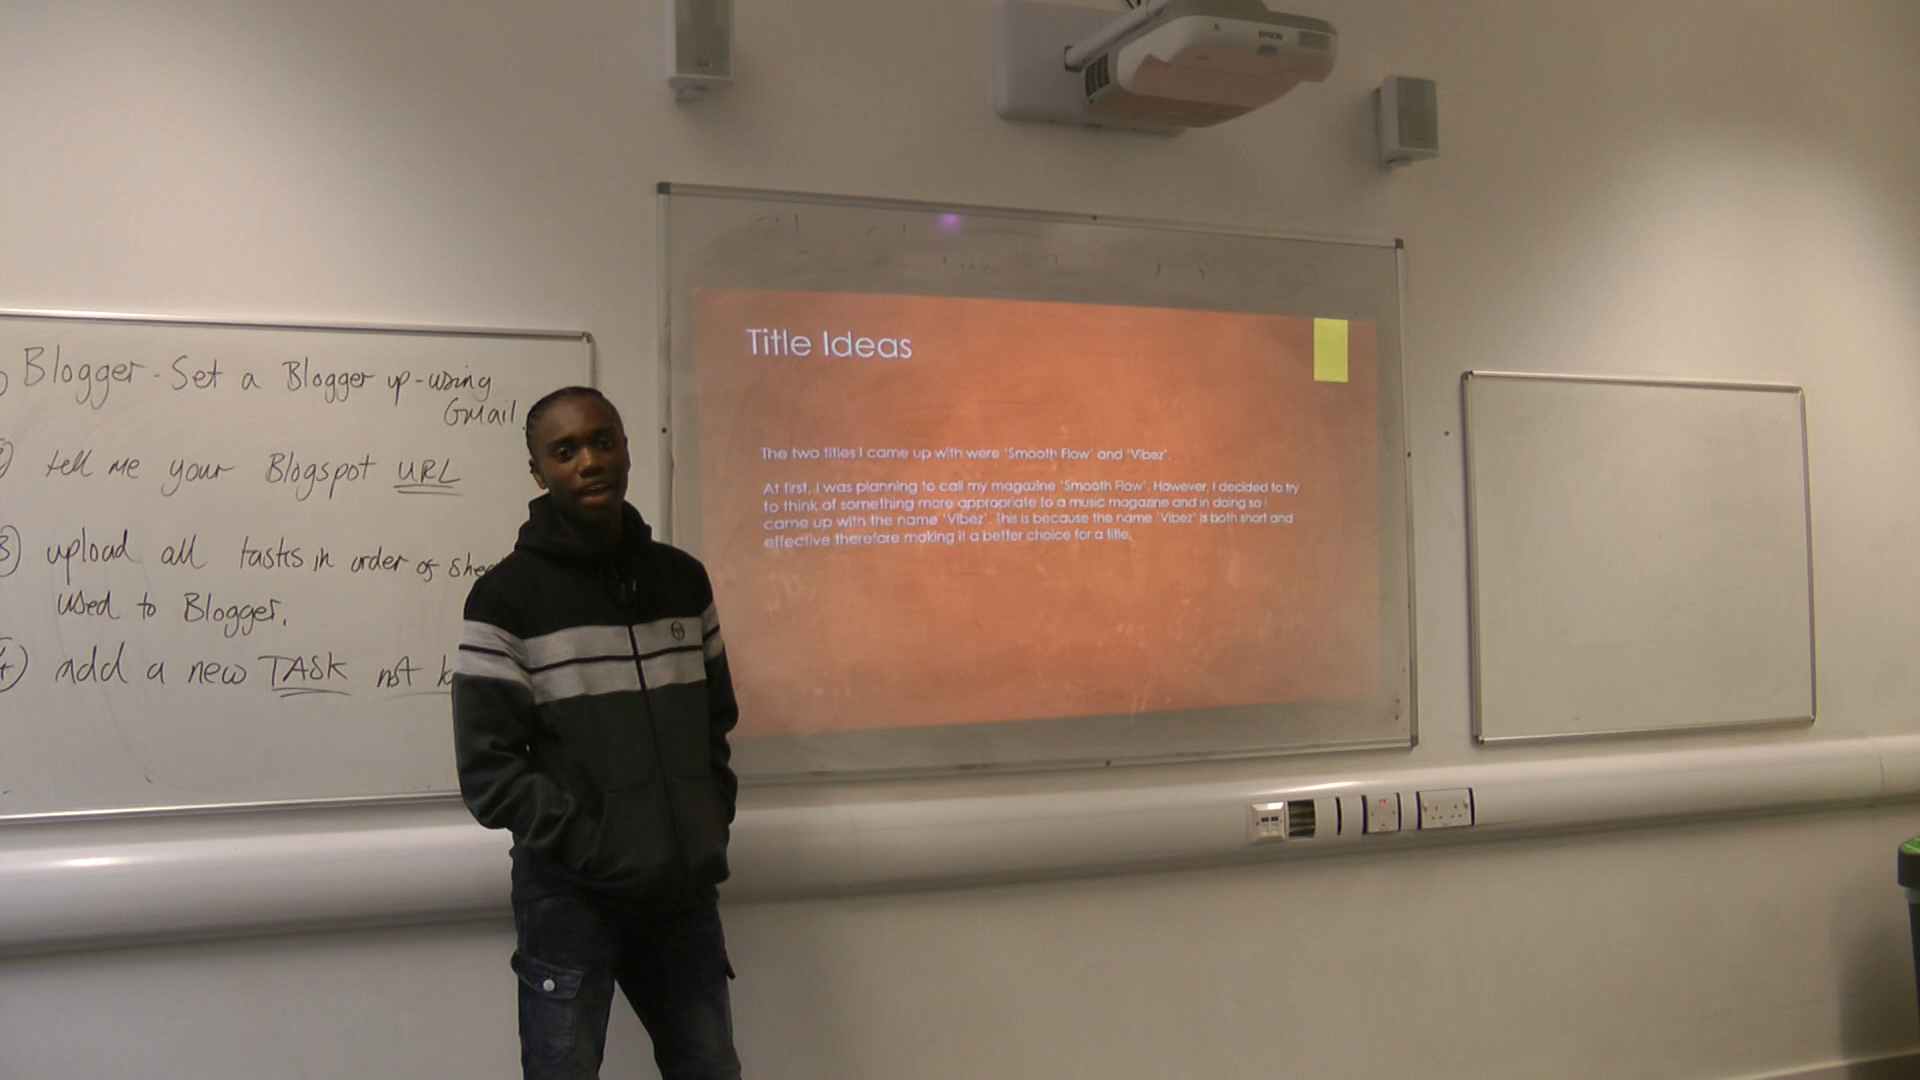 EPSON
Blogger - Set a Blogger up - using
Gmail.
tell me your Blogspot URL
3) upload all tasks in order of shee
used to Blogger.
4) add a new TASK not
Title Ideas
The two titles I came up with were 'Smooth Flow' and 'Vibez'.
At first, I was planning to call my magazine 'Smooth Flow'. However, I decided to try
to think of something more appropriate to a music magazine and in doing so I
came up with the name 'Vibez'. This is because the name 'Vibez' is both short and
effective therefore making it a better choice for a title.